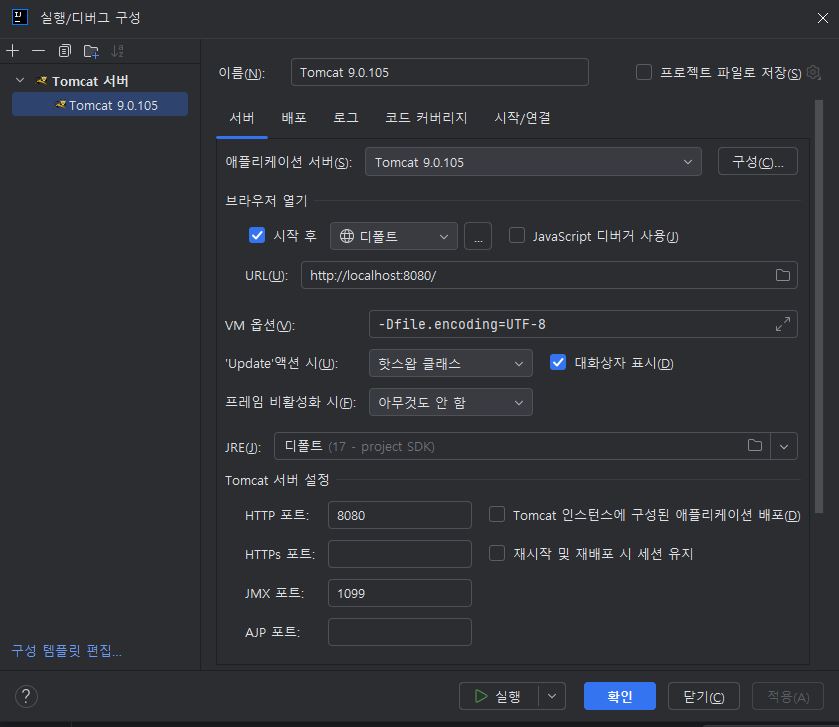 실행/디버그 구성
Tomcat 서버
Tomcat 9.0.105
이름(N): Tomcat 9.0.105 프로젝트 파일로 저장(S)
서버 배포 로그 코드 커버리지 시작/연결
애플리케이션 서버(S): Tomcat 9.0.105 구성(C)...
브라우저 열기
시작 후 디폴트 ... JavaScript 디버거 사용(J)
URL(U): http://localhost:8080/
VM 옵션(V): -Dfile.encoding=UTF-8
'Update'액션 시(U): 핫스왑 클래스 대화상자 표시(D)
프레임 비활성화 시(F): 아무것도 안 함
JRE(J): 디폴트 (17 - project SDK)
Tomcat 서버 설정
HTTP 포트: 8080 Tomcat 인스턴스에 구성된 애플리케이션 배포(D)
HTTPs 포트: 재시작 및 재배포 시 세션 유지
JMX 포트: 1099
AJP 포트:
구성 템플릿 편집...
? 실행 확인 닫기(C) 적용(A)